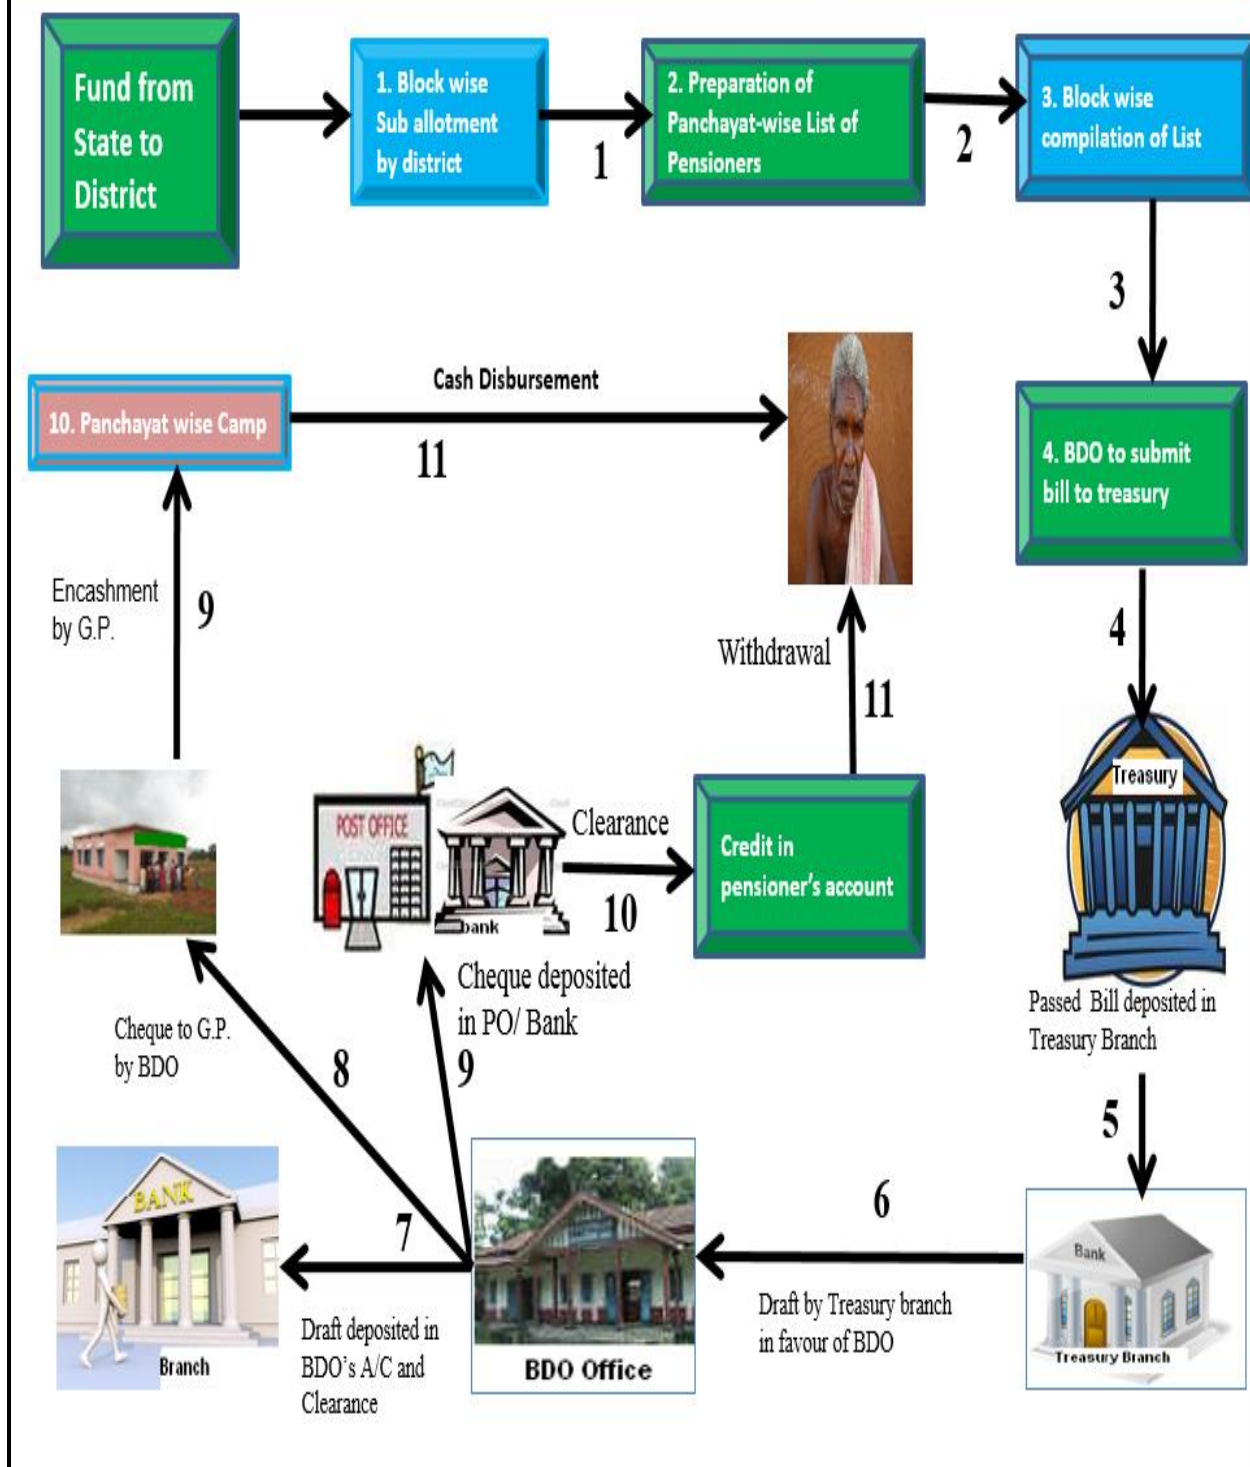 Fund from
State to
District
1. Block wise
Sub allotment
by district
1
2. Preparation of
Panchayat-wise List of
Pensioners
2
3. Block wise
compilation of List
3
10. Panchayat wise Camp
Cash Disbursement
11
4. BDO to submit
bill to treasury
4
Encashment
by G.P.
9
Withdrawal
11
Treasury
POST OFFICE
bank
Clearance
10
Credit in
pensioner's account
Cheque deposited
in PO/ Bank
Passed Bill deposited in
Treasury Branch
Cheque to G.P.
by BDO
8
9
5
BANK
Branch
7
Draft deposited in
BDO's A/C and
Clearance
BDO Office
6
Draft by Treasury branch
in favour of BDO
Bank
Treasury Branch